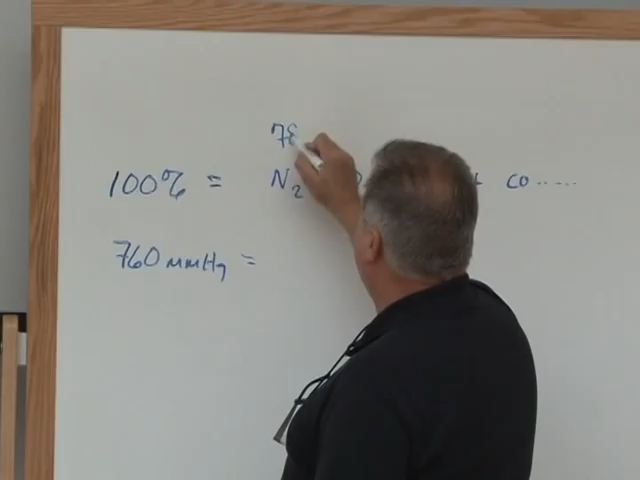 78
100% = N2 co.....
760 mmHg =